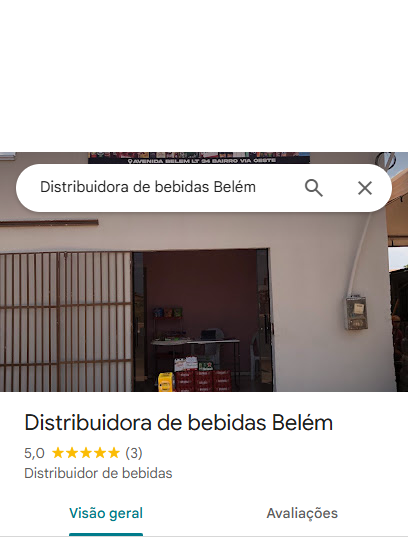 AVENIDA BELEM LT 94 BAIRRO VIA OESTE
Distribuidora de bebidas Belém
Distribuidora de bebidas Belém
5,0 ★★★★★ (3)
Distribuidor de bebidas
Visão geral
Avaliações